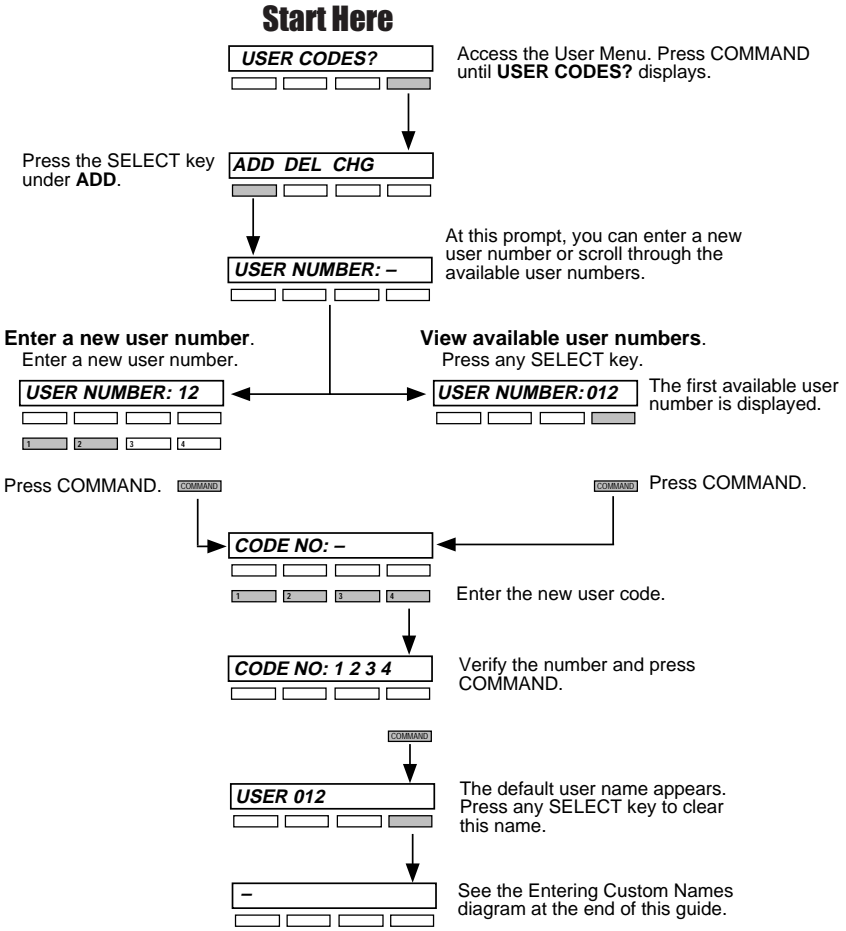 Start Here
USER CODES?
Access the User Menu. Press COMMAND
until USER CODES? displays.
Press the SELECT key
under ADD.
ADD DEL CHG
At this prompt, you can enter a new
user number or scroll through the
available user numbers.
USER NUMBER: –
Enter a new user number.
Enter a new user number.
View available user numbers.
Press any SELECT key.
USER NUMBER: 12
USER NUMBER: 012
The first available user
number is displayed.
1 2 3 4
Press COMMAND. COMMAND
COMMAND Press COMMAND.
CODE NO: –
1 2 3 4
Enter the new user code.
CODE NO: 1 2 3 4
Verify the number and press
COMMAND.
COMMAND
USER 012
The default user name appears.
Press any SELECT key to clear
this name.
–
See the Entering Custom Names
diagram at the end of this guide.